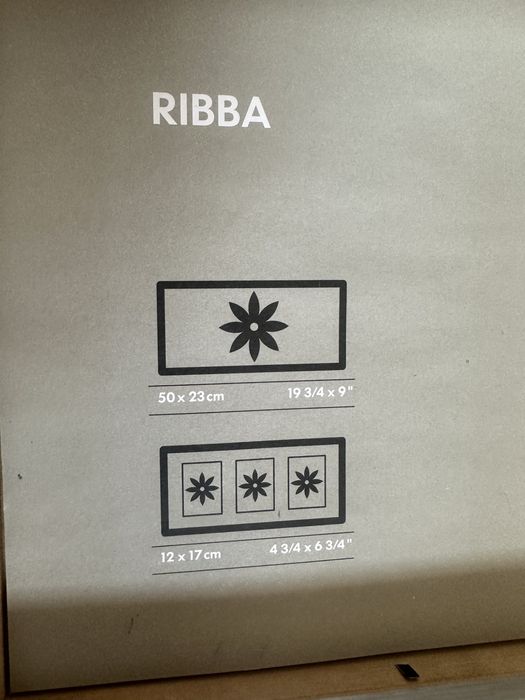 RIBBA
50 x 23 cm 19 3/4 x 9"
12 x 17 cm 4 3/4 x 6 3/4"